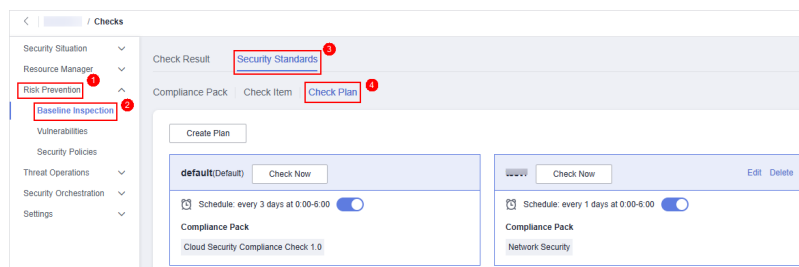 / Checks
Security Situation
Resource Manager
Risk Prevention
1
Baseline Inspection
2
Vulnerabilities
Security Policies
Threat Operations
Security Orchestration
Settings
Check Result
Security Standards
3
Compliance Pack
Check Item
Check Plan
4
Create Plan
default(Default)
Check Now
Schedule: every 3 days at 0:00-6:00
Compliance Pack
Cloud Security Compliance Check 1.0
Check Now
Edit
Delete
Schedule: every 1 days at 0:00-6:00
Compliance Pack
Network Security